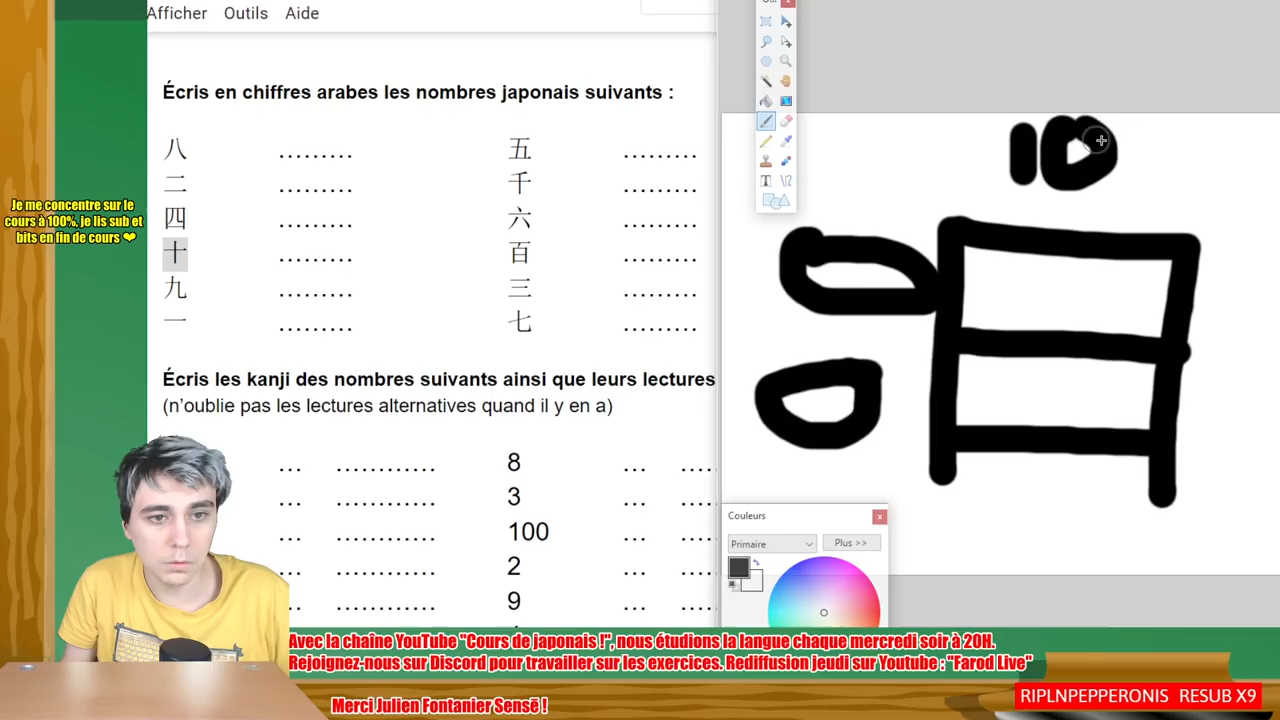 Afficher Outils Aide
Écris en chiffres arabes les nombres japonais suivants :
八 ......... 五 .........
二 ......... 千 .........
四 ......... 六 .........
十 ......... 百 .........
九 ......... 三 .........
一 ......... 七 .........
Écris les kanji des nombres suivants ainsi que leurs lectures
(n'oublie pas les lectures alternatives quand il y en a)
... ............ 8 ... .....
... ............ 3 ... .....
... ............ 100 ... .....
... ............ 2 ... .....
... ............ 9 ... .....
Je me concentre sur le
cours à 100%, je lis sub et
bits en fin de cours ❤
10
Couleurs
Primaire
Plus >>
Avec la chaîne YouTube "Cours de japonais !", nous étudions la langue chaque mercredi soir à 20H.
Rejoignez-nous sur Discord pour travailler sur les exercices. Rediffusion jeudi sur Youtube : "Farod Live"
Merci Julien Fontanier Sensē !
RIPLNPEPPERONIS RESUB X9